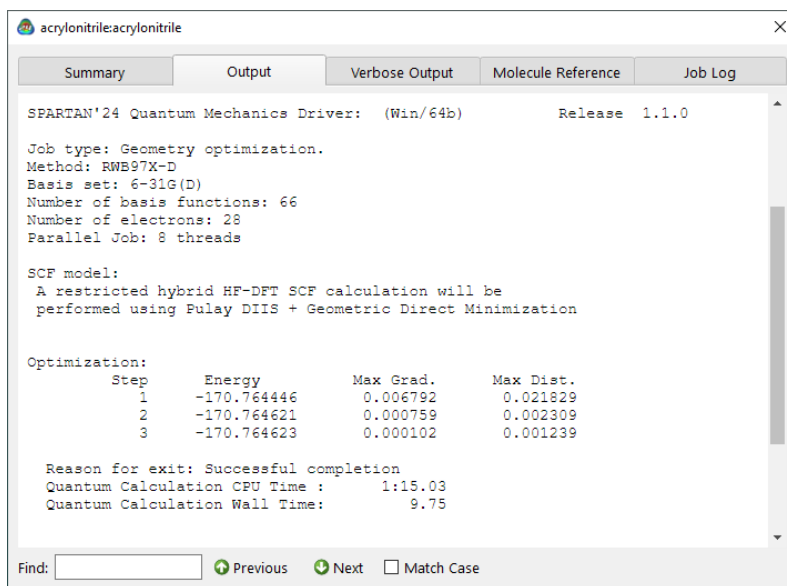 acrylonitrile:acrylonitrile
Summary Output Verbose Output Molecule Reference Job Log
SPARTAN'24 Quantum Mechanics Driver: (Win/64b) Release 1.1.0
Job type: Geometry optimization.
Method: RWB97X-D
Basis set: 6-31G(D)
Number of basis functions: 66
Number of electrons: 28
Parallel Job: 8 threads
SCF model:
A restricted hybrid HF-DFT SCF calculation will be
performed using Pulay DIIS + Geometric Direct Minimization
Optimization:
Step Energy Max Grad. Max Dist.
1 -170.764446 0.006792 0.021829
2 -170.764621 0.000759 0.002309
3 -170.764623 0.000102 0.001239
Reason for exit: Successful completion
Quantum Calculation CPU Time : 1:15.03
Quantum Calculation Wall Time: 9.75
Find: Previous Next Match Case